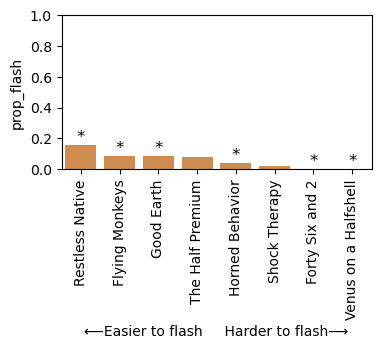 1.0
0.8
0.6
0.4
0.2
0.0
prop_flash
* * * * * *
Restless Native
Flying Monkeys
Good Earth
The Half Premium
Horned Behavior
Shock Therapy
Forty Six and 2
Venus on a Halfshell
⟵Easier to flash Harder to flash⟶